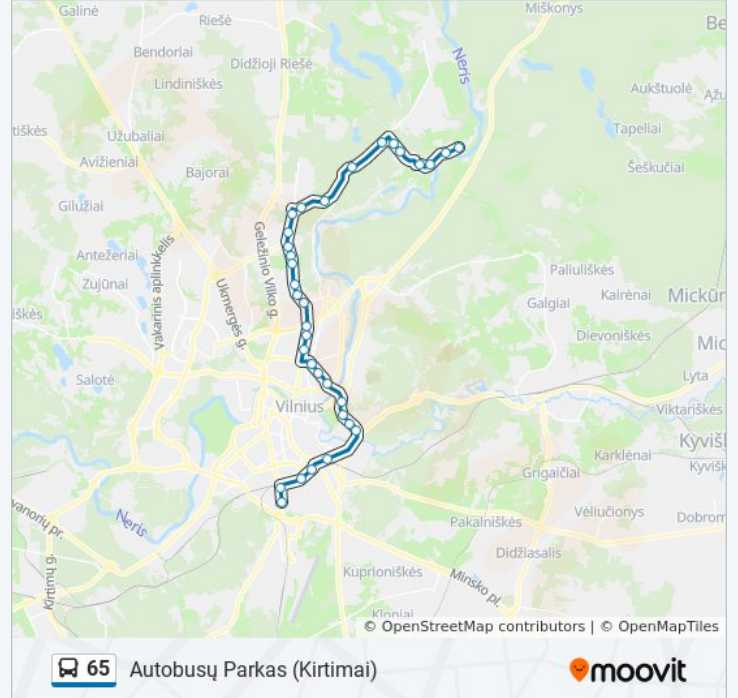 Galinė
Riešė
Miškonys
Be
Bendoriai
Didžioji Riešė
Neris
Lindiniškės
Aukštuolė
Ažu
tiškės
Užubaliai
Tapeliai
Avižieniai
Bajorai
Šeškučiai
Gilužiai
Geležinio Vilko g.
Antežeriai
Vakarinis aplinkkelis
Paliuliškės
Zujūnai
Ukmergės g.
Kairėnai
Mickūn
Galgiai
iškės
Dievoniškės
Mic
Salotė
Lyta
Vilnius
Viktariškės
Kyviš
Karklėnai
Kyvišk
Grigaičiai
vanorių pr.
Neris
Vėliučionys
Pakalniškės
Dobrom
Didžiasalis
Kirtimų g.
Kuprioniškės
Minsko pl.
Kloniai
© OpenStreetMap contributors | © OpenMapTiles
65 Autobusų Parkas (Kirtimai)
moovit